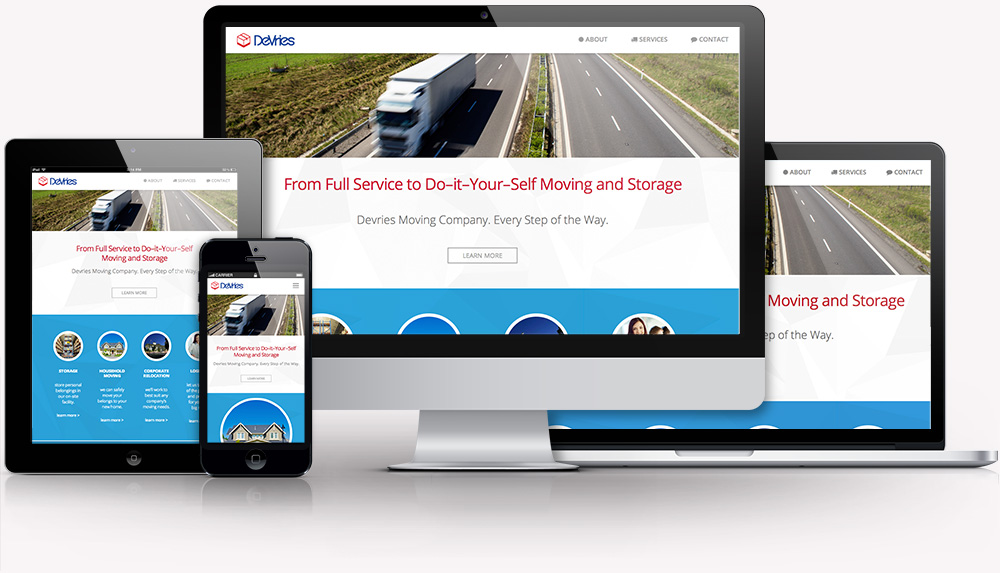 DeVries
ABOUT
SERVICES
CONTACT
From Full Service to Do-it-Your-Self Moving and Storage
Devries Moving Company. Every Step of the Way.
LEARN MORE
iPad
PM
DeVries
ABOUT
SERVICES
CONTACT
From Full Service to Do-it-Your-Self
Moving and Storage
Devries Moving Company. Every Step of the Way.
LEARN MORE
STORAGE
HOUSEHOLD
MOVING
CORPORATE
RELOCATION
store personal
belongings in
our on-site
facility.
learn more >
we can safely
move your
belongings to
your new home.
learn more >
we'll work to
best suit any
company's
moving needs.
learn more >
CARRIER
DeVries
From Full Service to Do-it-Your-Self
Moving and Storage
Devries Moving Company. Every Step of the Way.
LEARN MORE
ABOUT
SERVICES
CONTACT
Moving and Storage
ep of the Way.